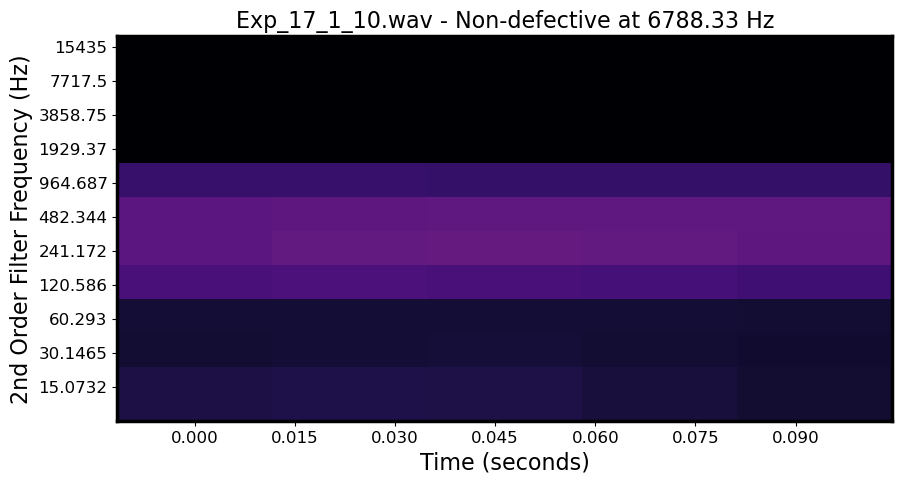 Exp_17_1_10.wav - Non-defective at 6788.33 Hz
2nd Order Filter Frequency (Hz)
15435
7717.5
3858.75
1929.37
964.687
482.344
241.172
120.586
60.293
30.1465
15.0732
0.000 0.015 0.030 0.045 0.060 0.075 0.090
Time (seconds)